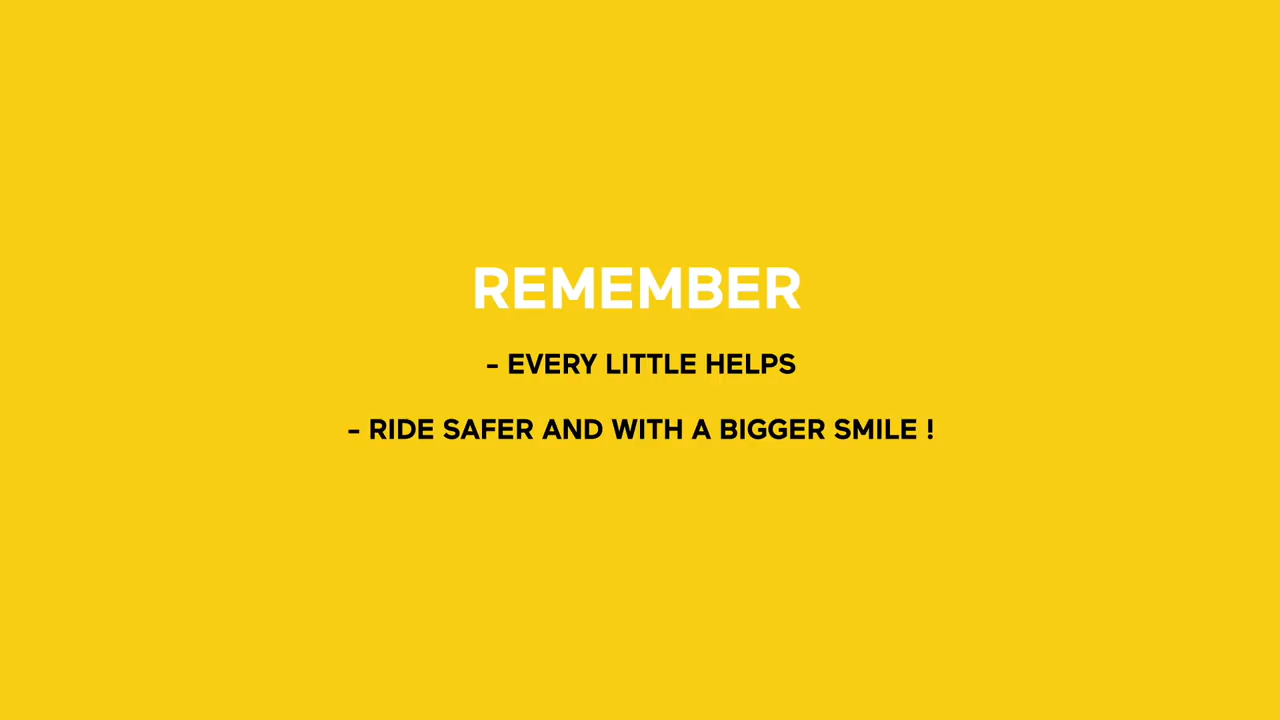 REMEMBER
- EVERY LITTLE HELPS
- RIDE SAFER AND WITH A BIGGER SMILE !